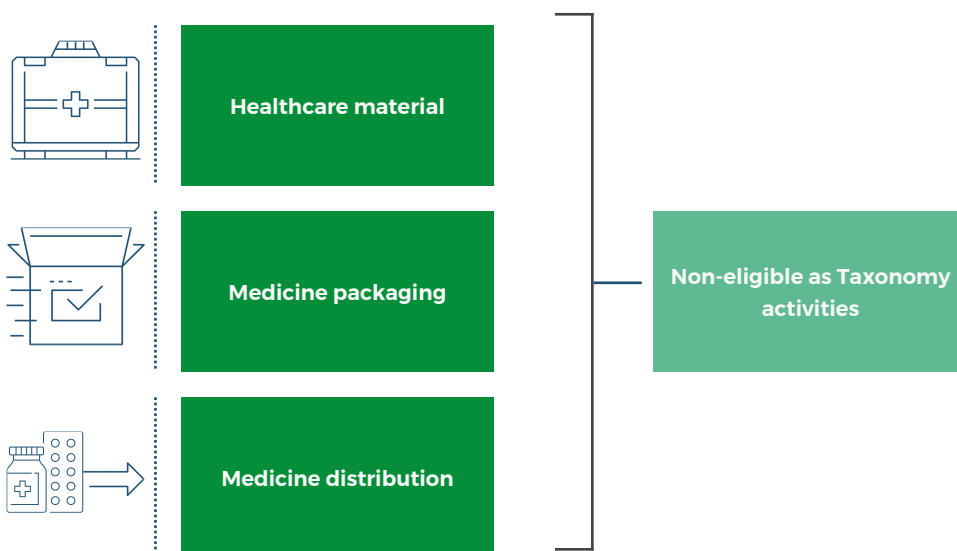 Healthcare material
Medicine packaging
Non-eligible as Taxonomy
activities
Medicine distribution